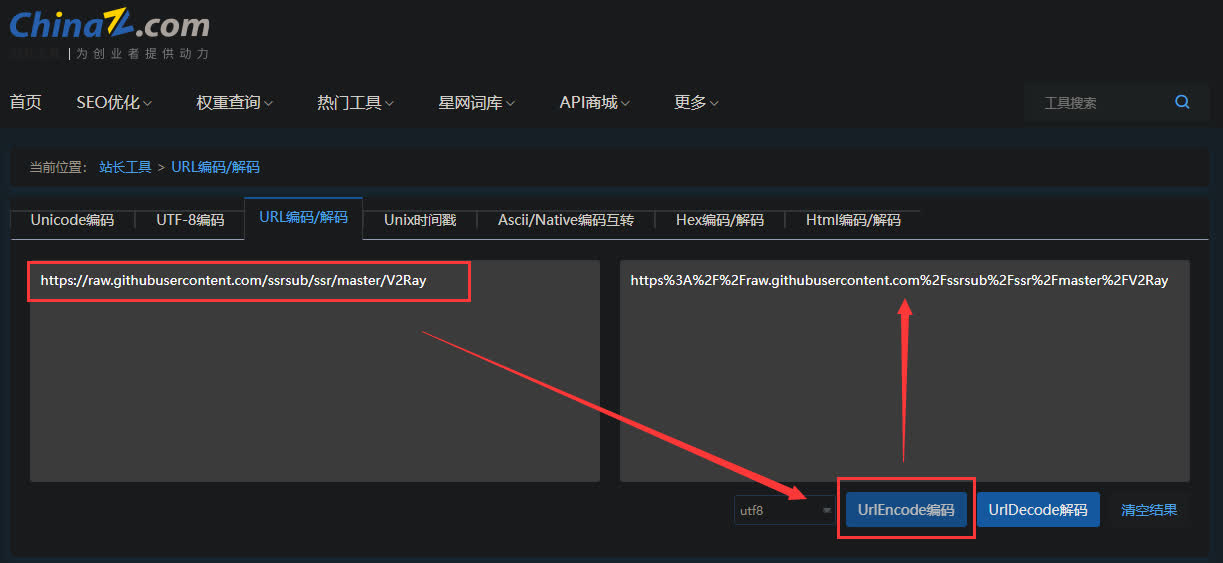 ChinaZ.com
为创业者提供动力
首页 SEO优化 权重查询 热门工具 星网词库 API商城 更多 工具搜索
当前位置： 站长工具 > URL编码/解码
Unicode编码 UTF-8编码 URL编码/解码 Unix时间戳 Ascii/Native编码互转 Hex编码/解码 Html编码/解码
https://raw.githubusercontent.com/ssrsub/ssr/master/V2Ray
https%3A%2F%2Fraw.githubusercontent.com%2Fssrsub%2Fssr%2Fmaster%2FV2Ray
utf8 UrlEncode编码 UrlDecode解码 清空结果